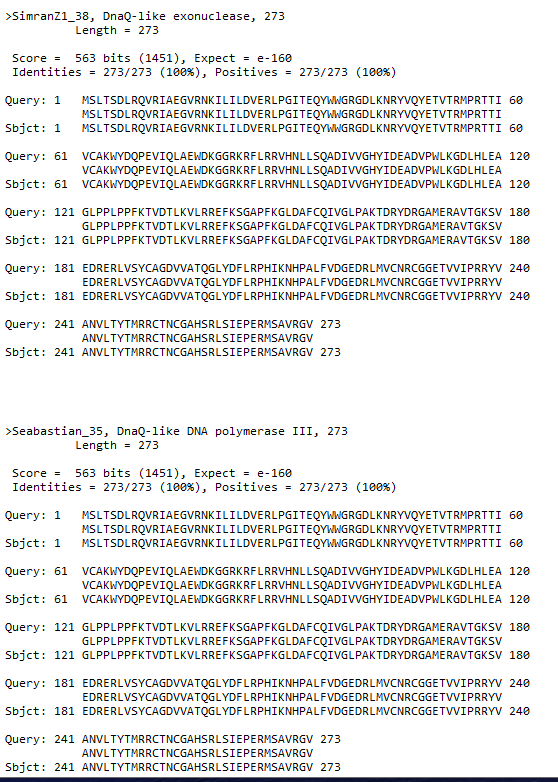 >SimranZ1_38, DnaQ-like exonuclease, 273
Length = 273
Score = 563 bits (1451), Expect = e-160
Identities = 273/273 (100%), Positives = 273/273 (100%)
Query: 1 MSLTSDLRQVRIAEGVRNKILILDVERLPGITEQYWWGRGDLKNRYVQYETVTRMPRTTI 60
MSLTSDLRQVRIAEGVRNKILILDVERLPGITEQYWWGRGDLKNRYVQYETVTRMPRTTI
Sbjct: 1 MSLTSDLRQVRIAEGVRNKILILDVERLPGITEQYWWGRGDLKNRYVQYETVTRMPRTTI 60
Query: 61 VCAKWYDQPEVIQLAEWDKGGRKRFLRRVHNLLSQADIVVGHYIDEADVPWLKGDLHLEA 120
VCAKWYDQPEVIQLAEWDKGGRKRFLRRVHNLLSQADIVVGHYIDEADVPWLKGDLHLEA
Sbjct: 61 VCAKWYDQPEVIQLAEWDKGGRKRFLRRVHNLLSQADIVVGHYIDEADVPWLKGDLHLEA 120
Query: 121 GLPPLPPFKTVDTLKVLRREFKSGAPFKGLDAFCQIVGLPAKTDRYDRGAMERAVTGKSV 180
GLPPLPPFKTVDTLKVLRREFKSGAPFKGLDAFCQIVGLPAKTDRYDRGAMERAVTGKSV
Sbjct: 121 GLPPLPPFKTVDTLKVLRREFKSGAPFKGLDAFCQIVGLPAKTDRYDRGAMERAVTGKSV 180
Query: 181 EDRERLVSYCAGDVVATQGLYDFLRPHIKNHPALFVDGEDRLMVCNRCGGETVVIPRRYV 240
EDRERLVSYCAGDVVATQGLYDFLRPHIKNHPALFVDGEDRLMVCNRCGGETVVIPRRYV
Sbjct: 181 EDRERLVSYCAGDVVATQGLYDFLRPHIKNHPALFVDGEDRLMVCNRCGGETVVIPRRYV 240
Query: 241 ANVLTYTMRRCTNCGAHSRLSIEPERMSAVRGV 273
ANVLTYTMRRCTNCGAHSRLSIEPERMSAVRGV
Sbjct: 241 ANVLTYTMRRCTNCGAHSRLSIEPERMSAVRGV 273
>Seabastian_35, DnaQ-like DNA polymerase III, 273
Length = 273
Score = 563 bits (1451), Expect = e-160
Identities = 273/273 (100%), Positives = 273/273 (100%)
Query: 1 MSLTSDLRQVRIAEGVRNKILILDVERLPGITEQYWWGRGDLKNRYVQYETVTRMPRTTI 60
MSLTSDLRQVRIAEGVRNKILILDVERLPGITEQYWWGRGDLKNRYVQYETVTRMPRTTI
Sbjct: 1 MSLTSDLRQVRIAEGVRNKILILDVERLPGITEQYWWGRGDLKNRYVQYETVTRMPRTTI 60
Query: 61 VCAKWYDQPEVIQLAEWDKGGRKRFLRRVHNLLSQADIVVGHYIDEADVPWLKGDLHLEA 120
VCAKWYDQPEVIQLAEWDKGGRKRFLRRVHNLLSQADIVVGHYIDEADVPWLKGDLHLEA
Sbjct: 61 VCAKWYDQPEVIQLAEWDKGGRKRFLRRVHNLLSQADIVVGHYIDEADVPWLKGDLHLEA 120
Query: 121 GLPPLPPFKTVDTLKVLRREFKSGAPFKGLDAFCQIVGLPAKTDRYDRGAMERAVTGKSV 180
GLPPLPPFKTVDTLKVLRREFKSGAPFKGLDAFCQIVGLPAKTDRYDRGAMERAVTGKSV
Sbjct: 121 GLPPLPPFKTVDTLKVLRREFKSGAPFKGLDAFCQIVGLPAKTDRYDRGAMERAVTGKSV 180
Query: 181 EDRERLVSYCAGDVVATQGLYDFLRPHIKNHPALFVDGEDRLMVCNRCGGETVVIPRRYV 240
EDRERLVSYCAGDVVATQGLYDFLRPHIKNHPALFVDGEDRLMVCNRCGGETVVIPRRYV
Sbjct: 181 EDRERLVSYCAGDVVATQGLYDFLRPHIKNHPALFVDGEDRLMVCNRCGGETVVIPRRYV 240
Query: 241 ANVLTYTMRRCTNCGAHSRLSIEPERMSAVRGV 273
ANVLTYTMRRCTNCGAHSRLSIEPERMSAVRGV
Sbjct: 241 ANVLTYTMRRCTNCGAHSRLSIEPERMSAVRGV 273